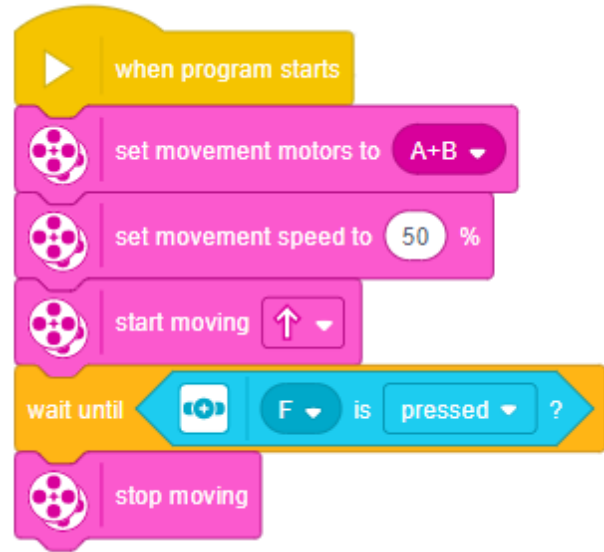 when program starts
set movement motors to A+B
set movement speed to 50 %
start moving
wait until F is pressed ?
stop moving